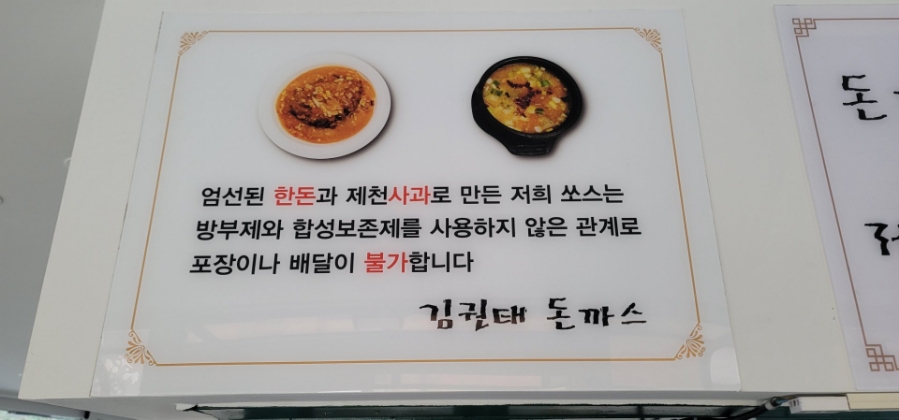 엄선된 한돈과 제천사과로 만든 저희 쏘스는
방부제와 합성보존제를 사용하지 않은 관계로
포장이나 배달이 불가합니다
김권태 돈까스
돈